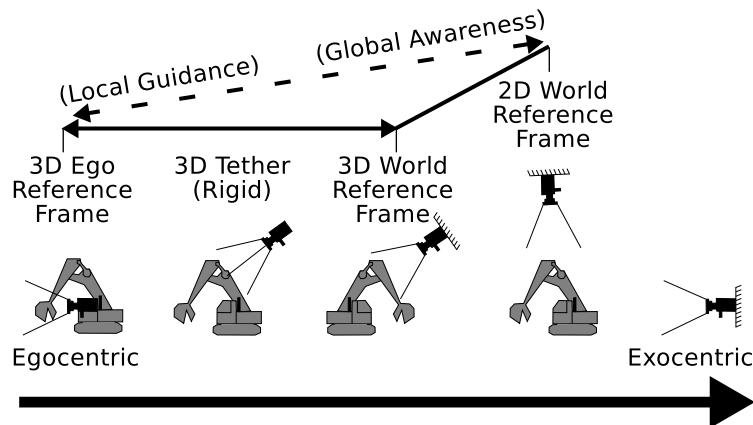 (Local Guidance)
(Global Awareness)
3D Ego
Reference
Frame
3D Tether
(Rigid)
3D World
Reference
Frame
2D World
Reference
Frame
Egocentric
Exocentric